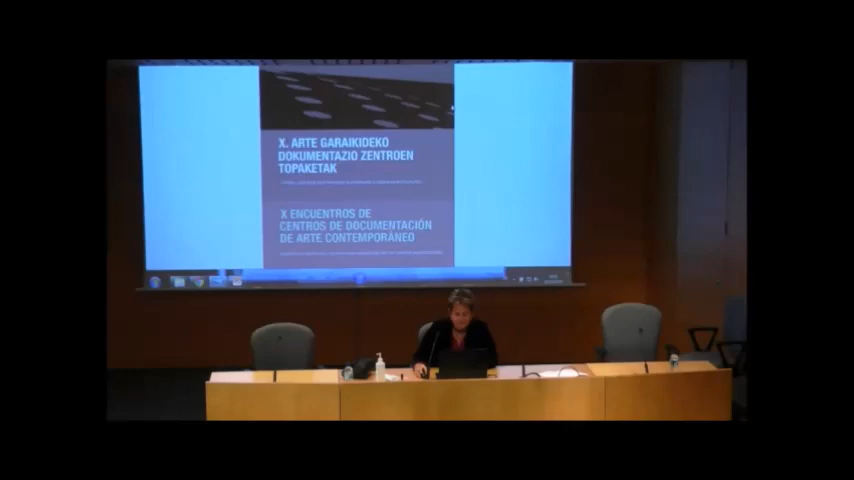 X. ARTE GARAIKIDEKO
DOKUMENTAZIO ZENTROEN
TOPAKETAK
X ENCUENTROS DE
CENTROS DE DOCUMENTACIÓN
DE ARTE CONTEMPORÁNEO